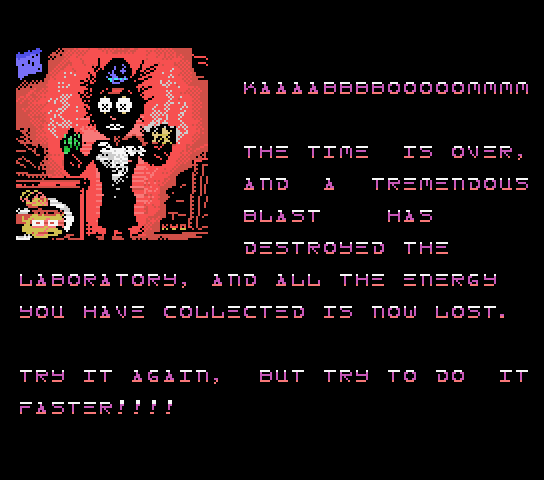 KAAAABBBBOOOOOMMMM
THE TIME IS OVER,
AND A TREMENDOUS
BLAST HAS
DESTROYED THE
LABORATORY, AND ALL THE ENERGY
YOU HAVE COLLECTED IS NOW LOST.
TRY IT AGAIN, BUT TRY TO DO IT
FASTER!!!!